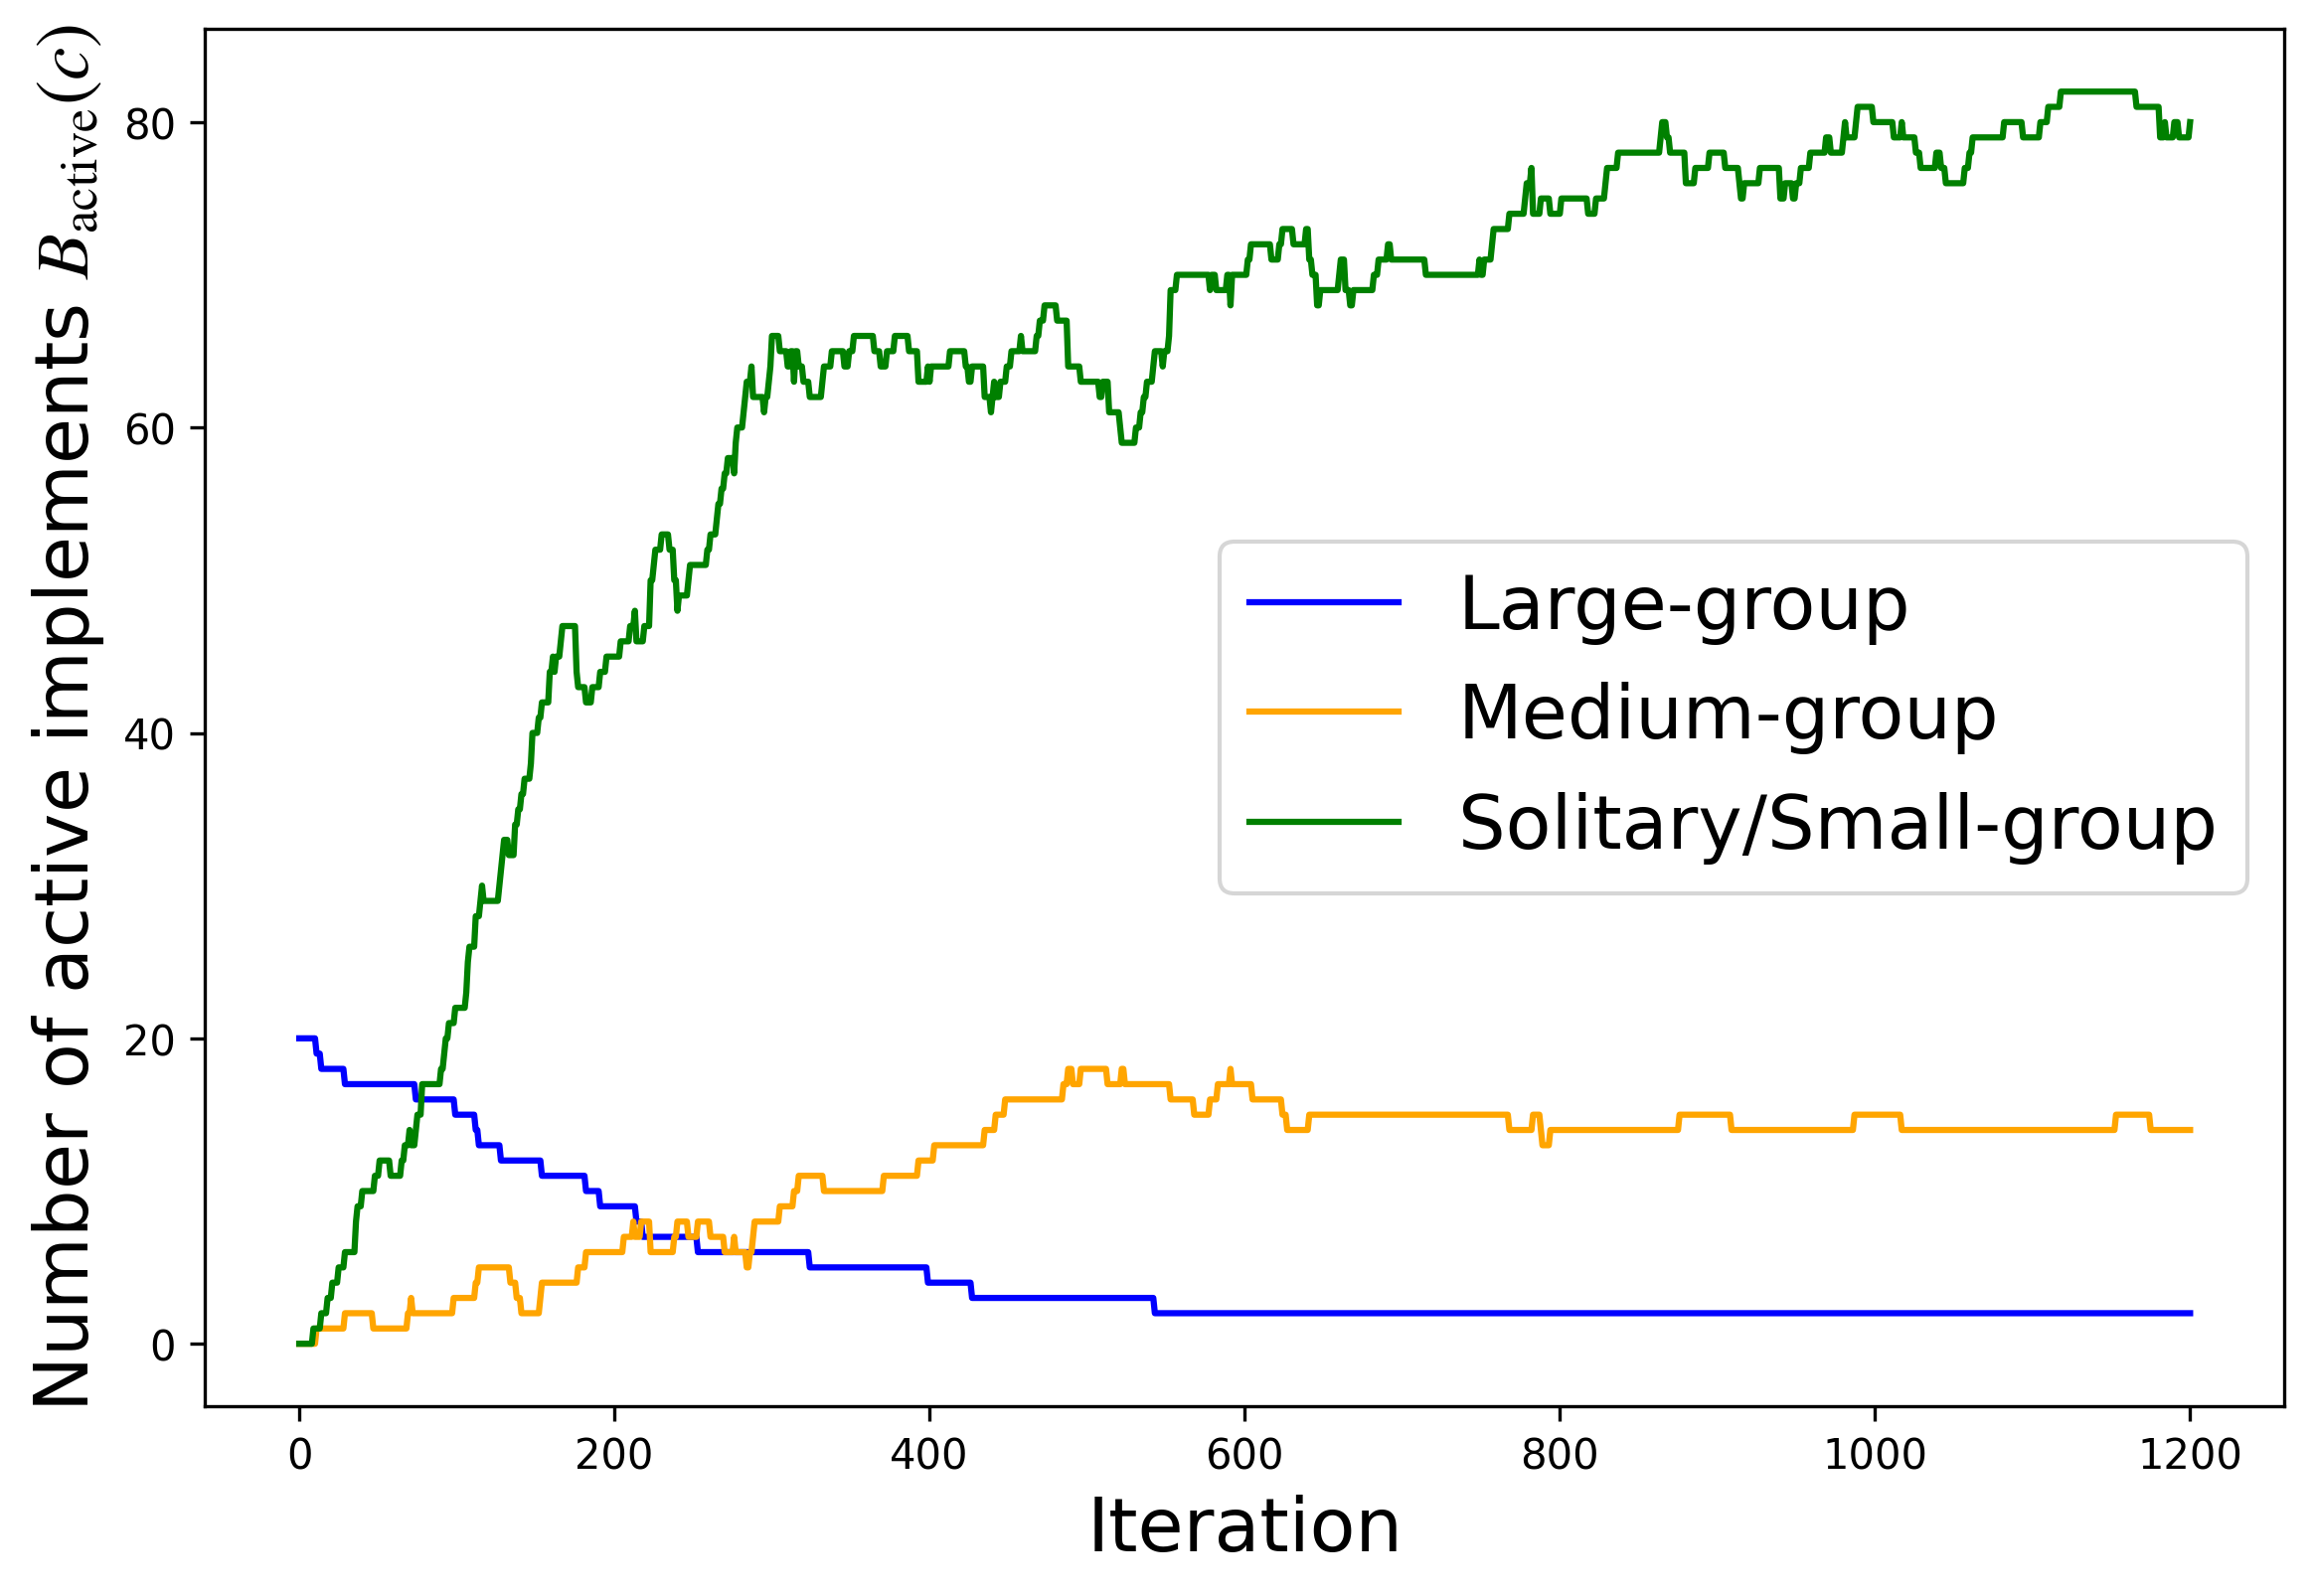 Number of active implements B_active(c)
80
60
40
20
0
Large-group
Medium-group
Solitary/Small-group
0 200 400 600 800 1000 1200
Iteration